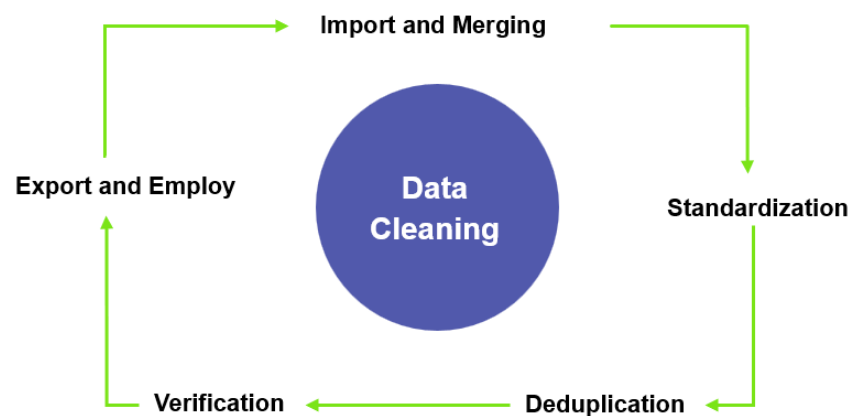 Import and Merging
Export and Employ
Data
Cleaning
Standardization
Verification
Deduplication